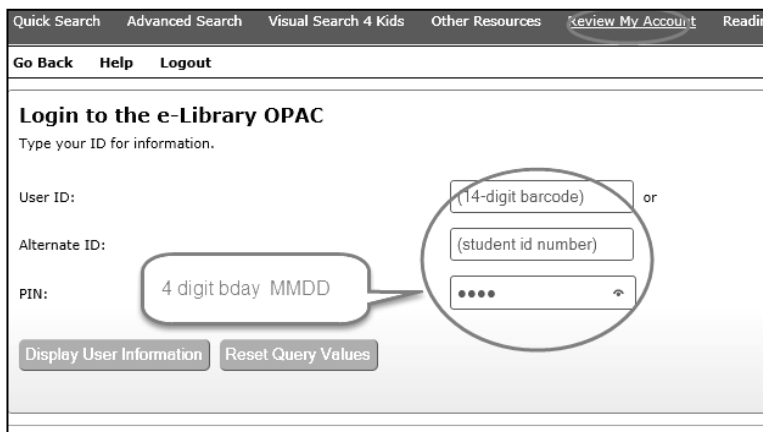 Quick Search Advanced Search Visual Search 4 Kids Other Resources Review My Account Readin
Go Back Help Logout
Login to the e-Library OPAC
Type your ID for information.
User ID: (14-digit barcode) or
Alternate ID: (student id number)
PIN: 4 digit bday MMDD ●●●●
Display User Information Reset Query Values